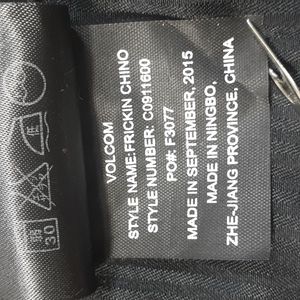 VOLCOM
STYLE NAME:FRICKIN CHINO
STYLE NUMBER: C0911600
PO#: F3077
MADE IN SEPTEMBER, 2015
MADE IN NINGBO,
ZHE-JIANG PROVINCE, CHINA
30